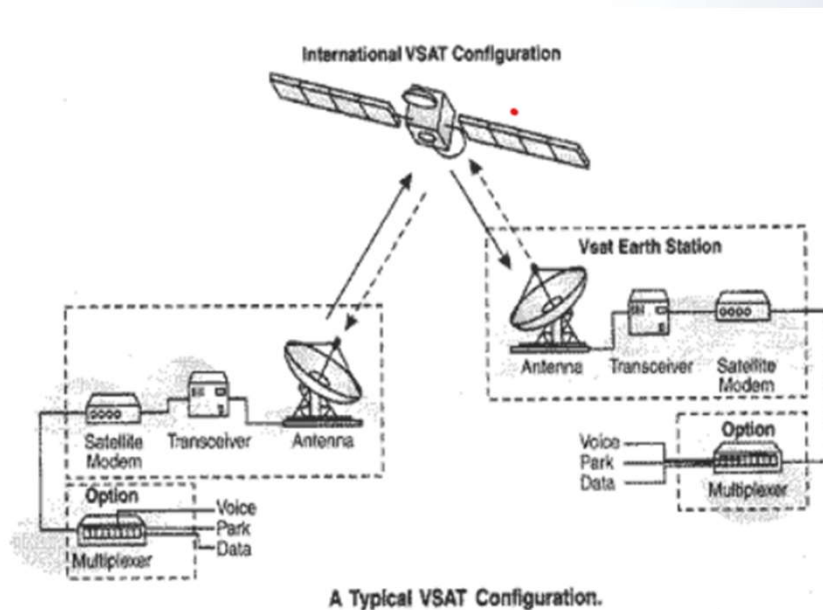 International VSAT Configuration
Vsat Earth Station
Antenna
Transceiver
Satellite
Modem
Satellite
Modem
Transceiver
Antenna
Option
Voice
Park
Data
Multiplexer
Voice
Park
Data
Option
Multiplexer
A Typical VSAT Configuration.